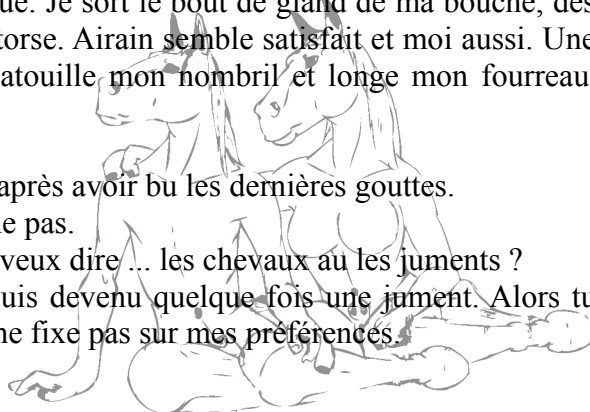 ue. Je sort le bout de gland de ma bouche, des
torse. Airain semble satisfait et moi aussi. Une
atouille mon nombril et longe mon fourreau
après avoir bu les dernières gouttes.
e pas.
veux dire ... les chevaux au les juments ?
uis devenu quelque fois une jument. Alors tu
ne fixe pas sur mes préférences.